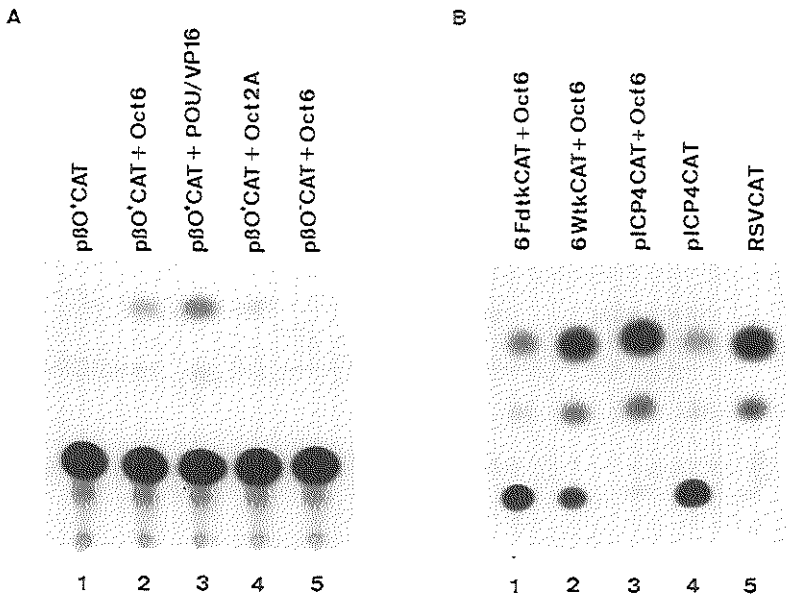 A
pβO⁺CAT
pβO⁺CAT + Oct6
pβO⁺CAT + POU/VP16
pβO⁺CAT + Oct2A
pβO⁻CAT + Oct6
1 2 3 4 5
B
6FdtkCAT + Oct6
6WtkCAT + Oct6
pICP4CAT + Oct6
pICP4CAT
RSVCAT
1 2 3 4 5